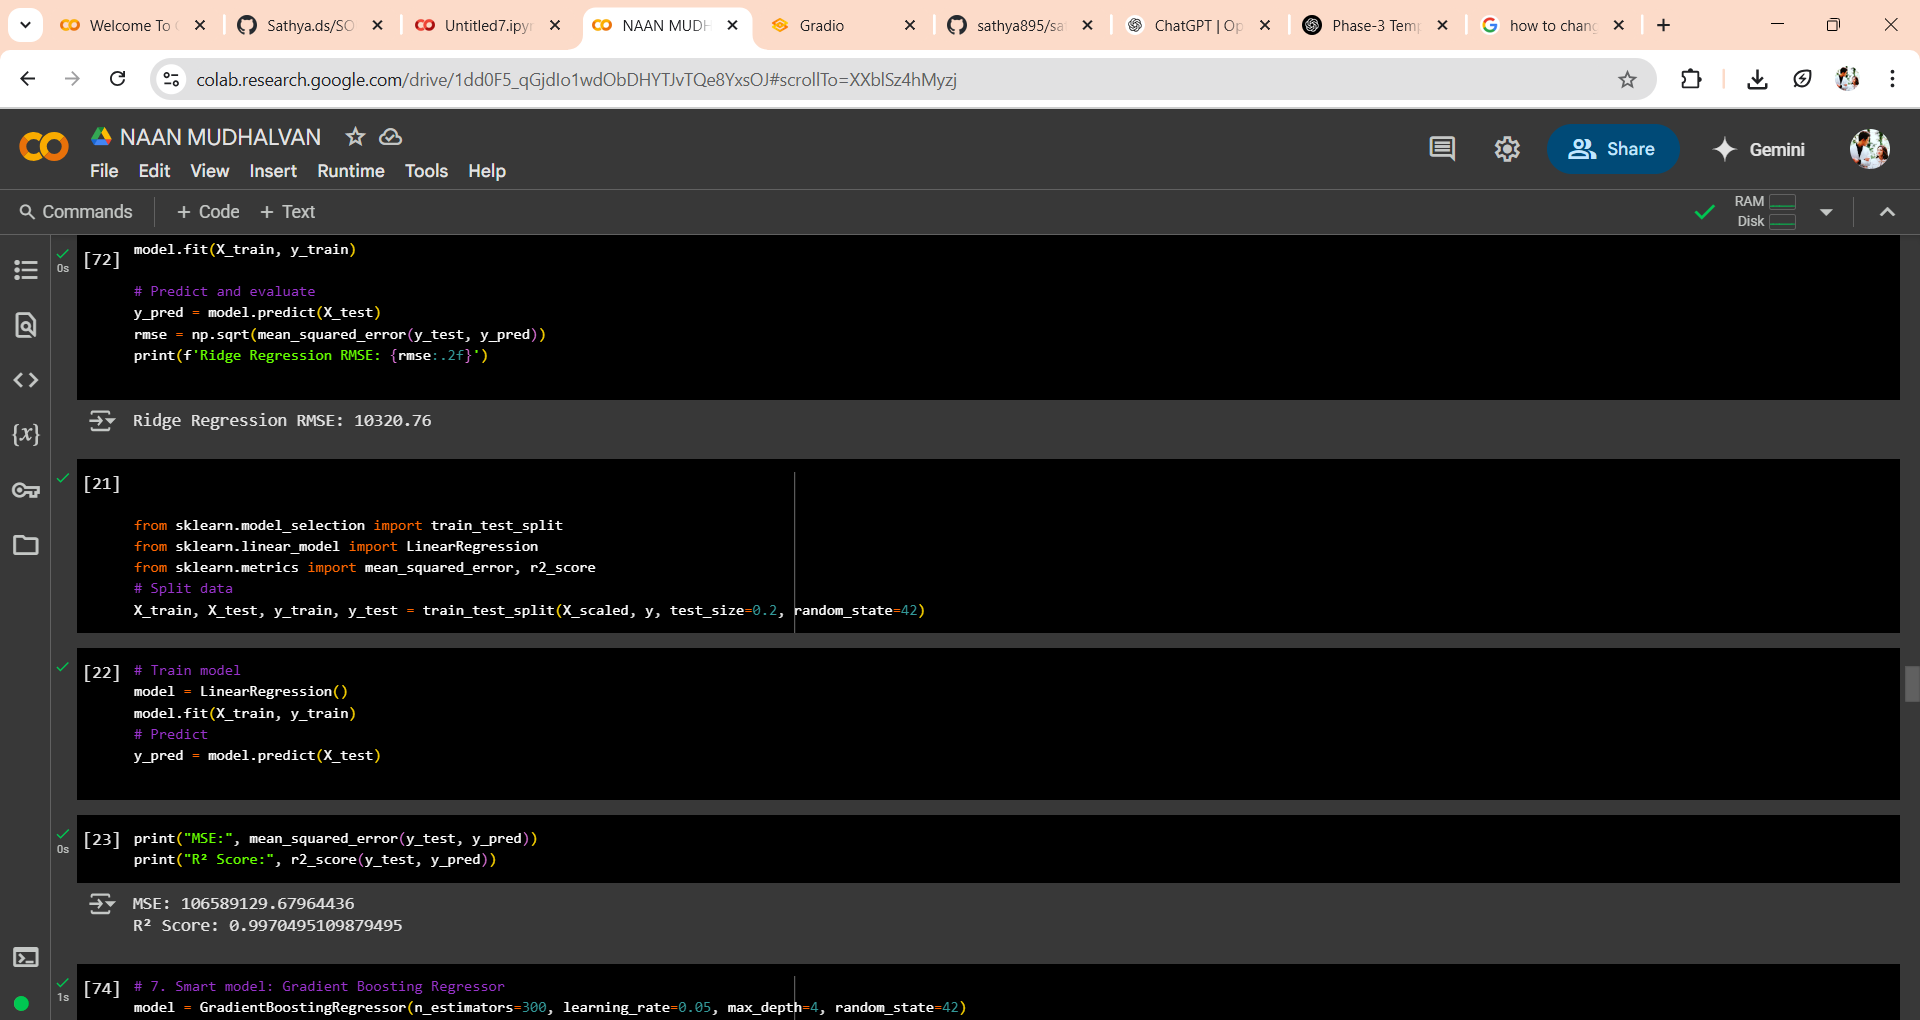 Welcome To
Sathya.ds/SO
Untitled7.ipy
NAAN MUDH
Gradio
sathya895/sa
ChatGPT | Op
Phase-3 Temp
how to chang
colab.research.google.com/drive/1dd0F5_qGjdIo1wdObDHYTJvTQe8YxsOJ#scrollTo=XXblSz4hMyzj
NAAN MUDHALVAN
File Edit View Insert Runtime Tools Help
Share
Gemini
Commands + Code + Text
RAM
Disk
0s
[72]
model.fit(X_train, y_train)
# Predict and evaluate
y_pred = model.predict(X_test)
rmse = np.sqrt(mean_squared_error(y_test, y_pred))
print(f'Ridge Regression RMSE: {rmse:.2f}')
Ridge Regression RMSE: 10320.76
[21]
from sklearn.model_selection import train_test_split
from sklearn.linear_model import LinearRegression
from sklearn.metrics import mean_squared_error, r2_score
# Split data
X_train, X_test, y_train, y_test = train_test_split(X_scaled, y, test_size=0.2, random_state=42)
[22] # Train model
model = LinearRegression()
model.fit(X_train, y_train)
# Predict
y_pred = model.predict(X_test)
0s
[23] print("MSE:", mean_squared_error(y_test, y_pred))
print("R² Score:", r2_score(y_test, y_pred))
MSE: 106589129.67964436
R² Score: 0.9970495109879495
1s
[74] # 7. Smart model: Gradient Boosting Regressor
model = GradientBoostingRegressor(n_estimators=300, learning_rate=0.05, max_depth=4, random_state=42)